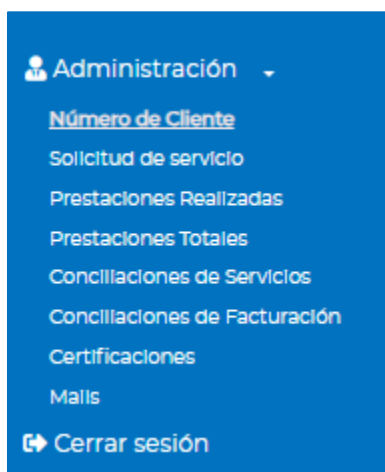 Administración
Número de Cliente
Solicitud de servicio
Prestaciones Realizadas
Prestaciones Totales
Conciliaciones de Servicios
Conciliaciones de Facturación
Certificaciones
Mails
Cerrar sesión